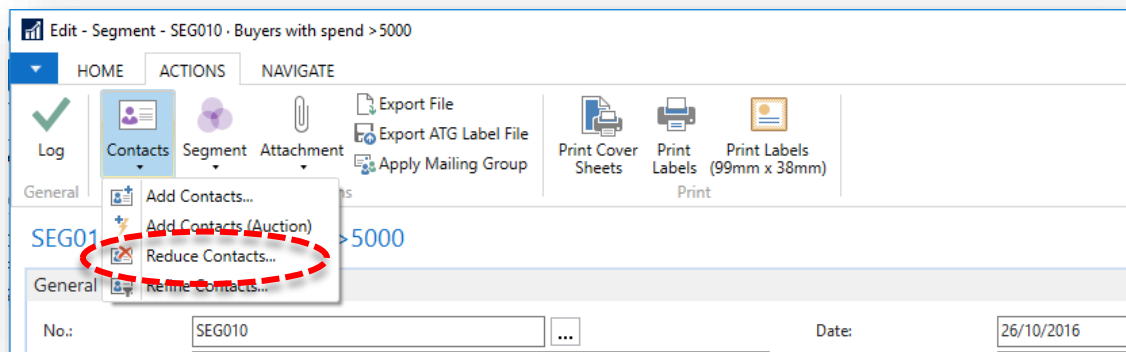 Edit - Segment - SEG010 · Buyers with spend >5000
HOME ACTIONS NAVIGATE
Log
Contacts
Segment
Attachment
Export File
Export ATG Label File
Apply Mailing Group
Print Cover
Sheets
Print
Labels
Print Labels
(99mm x 38mm)
General
Print
Add Contacts...
Add Contacts (Auction)
Reduce Contacts...
Refine Contacts...
SEG01 >5000
General
No.: SEG010 ... Date: 26/10/2016